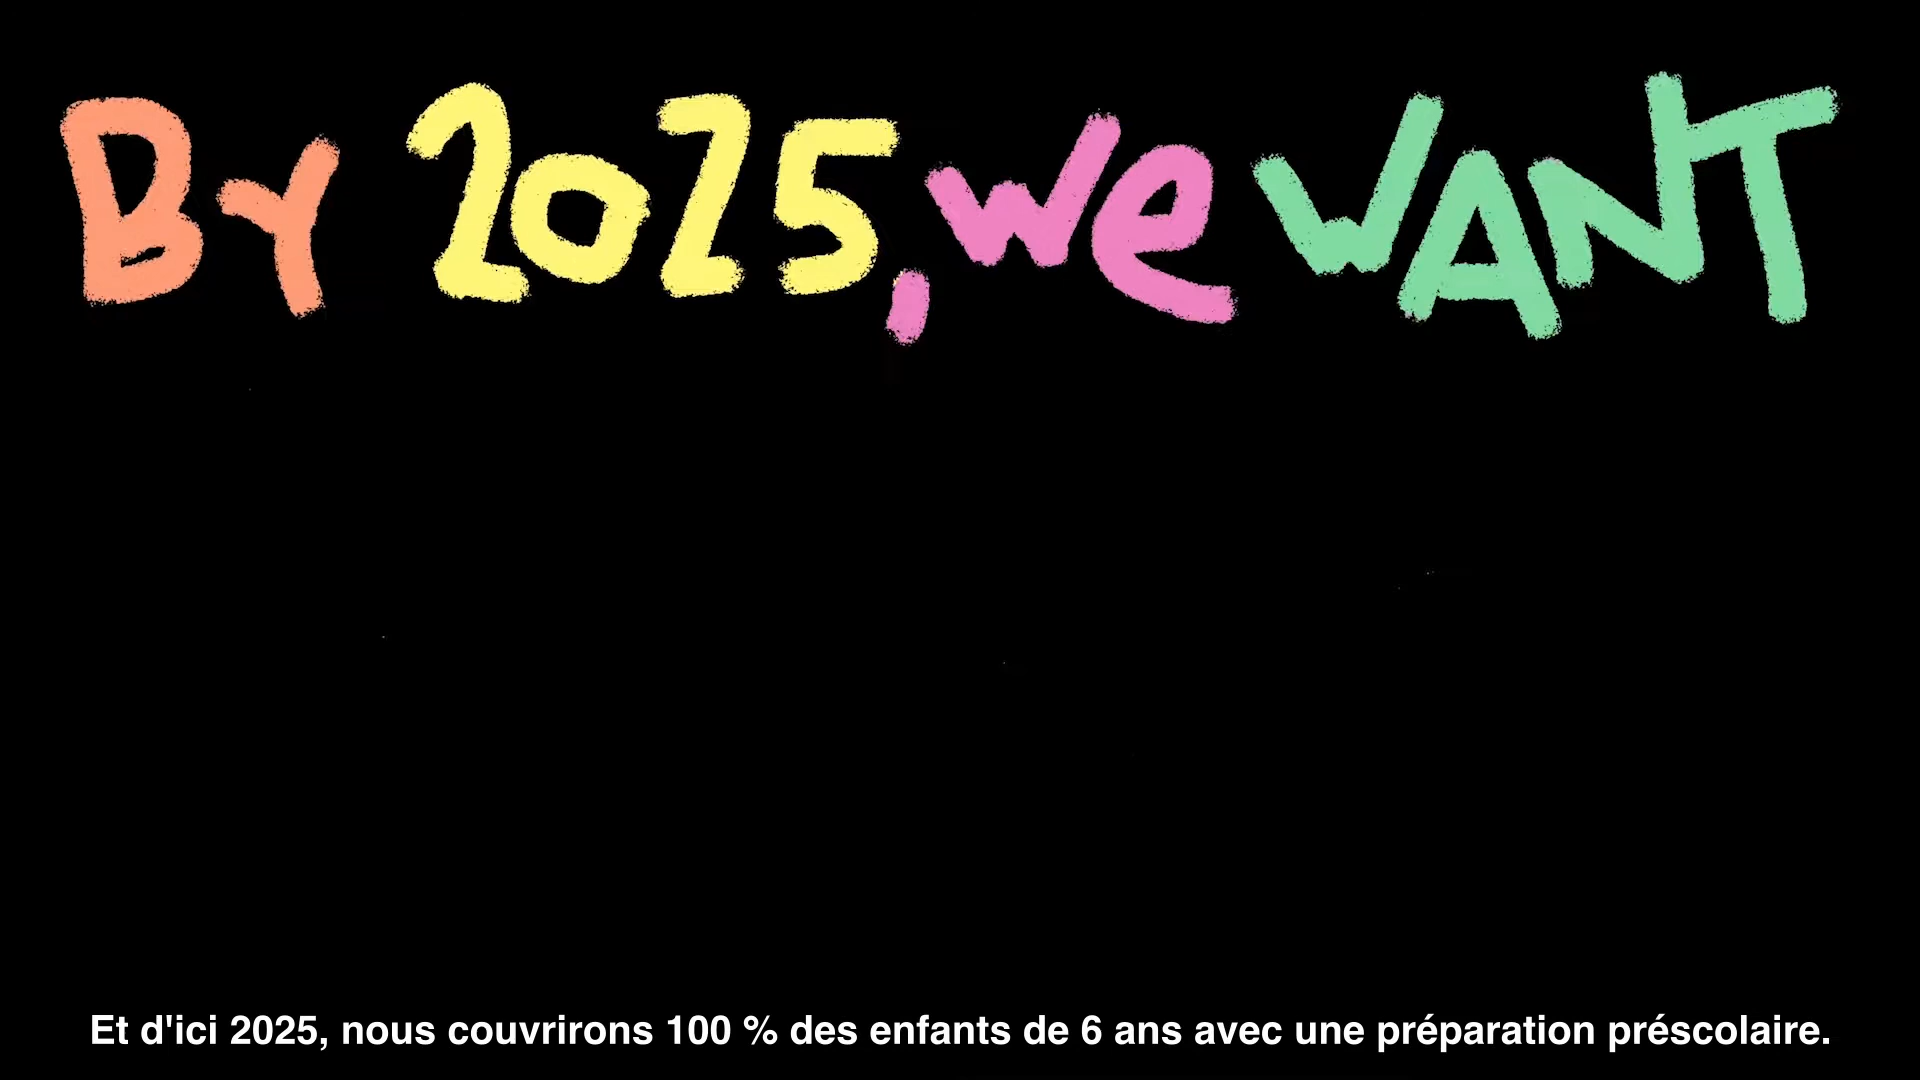 By 2025, we WANT
Et d'ici 2025, nous couvrirons 100 % des enfants de 6 ans avec une préparation préscolaire.